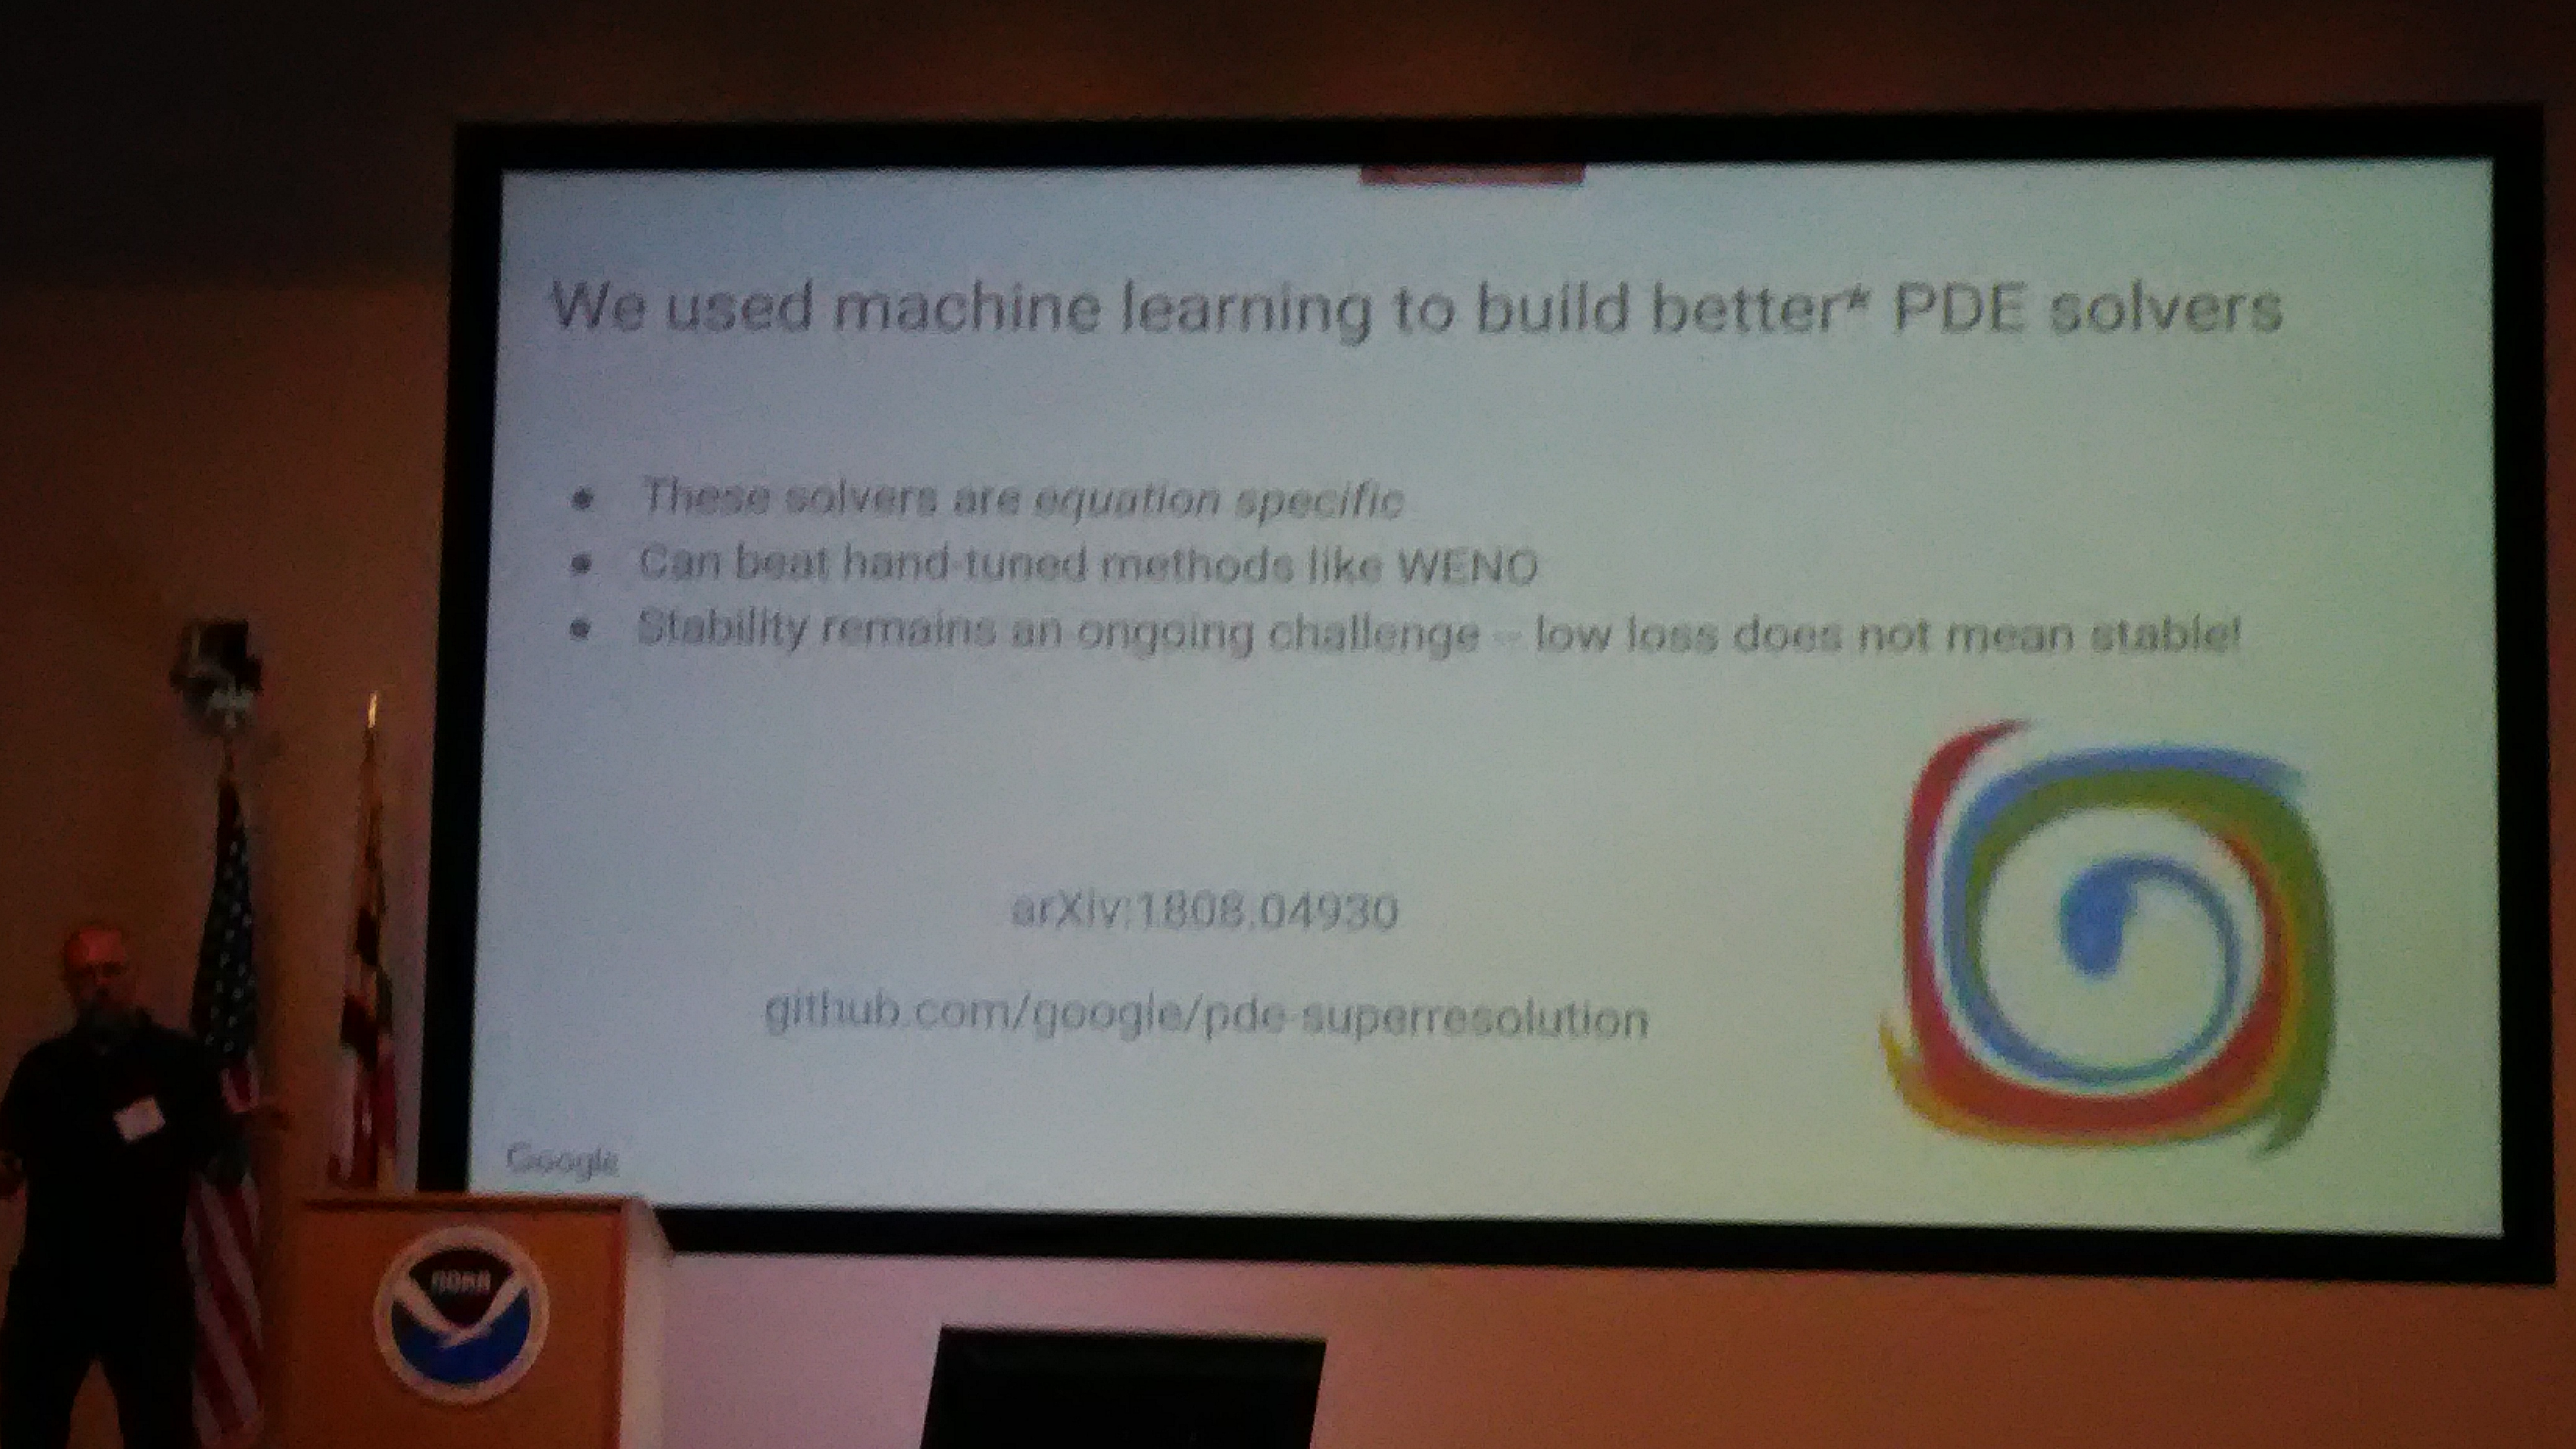 We used machine learning to build better* PDE solvers
● These solvers are equation specific
● Can beat hand-tuned methods like WENO
● Stability remains an ongoing challenge -- low loss does not mean stable!
arXiv:1808.04930
github.com/google/pde-superresolution
Google
NOAA